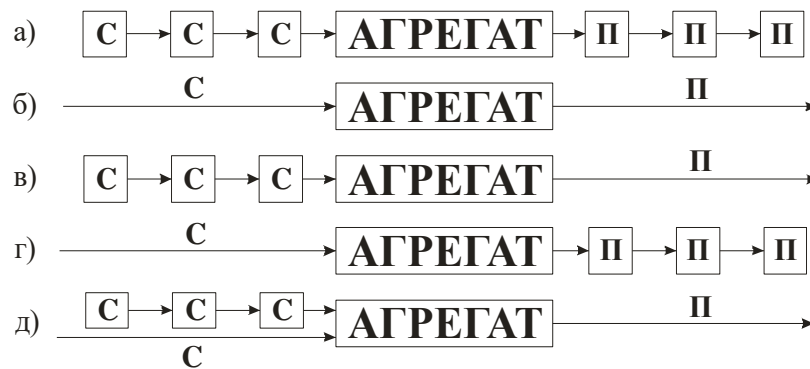 а) С С С АГРЕГАТ П П П
б) С АГРЕГАТ П
в) С С С АГРЕГАТ П
г) С АГРЕГАТ П П П
д) С С С АГРЕГАТ П
С